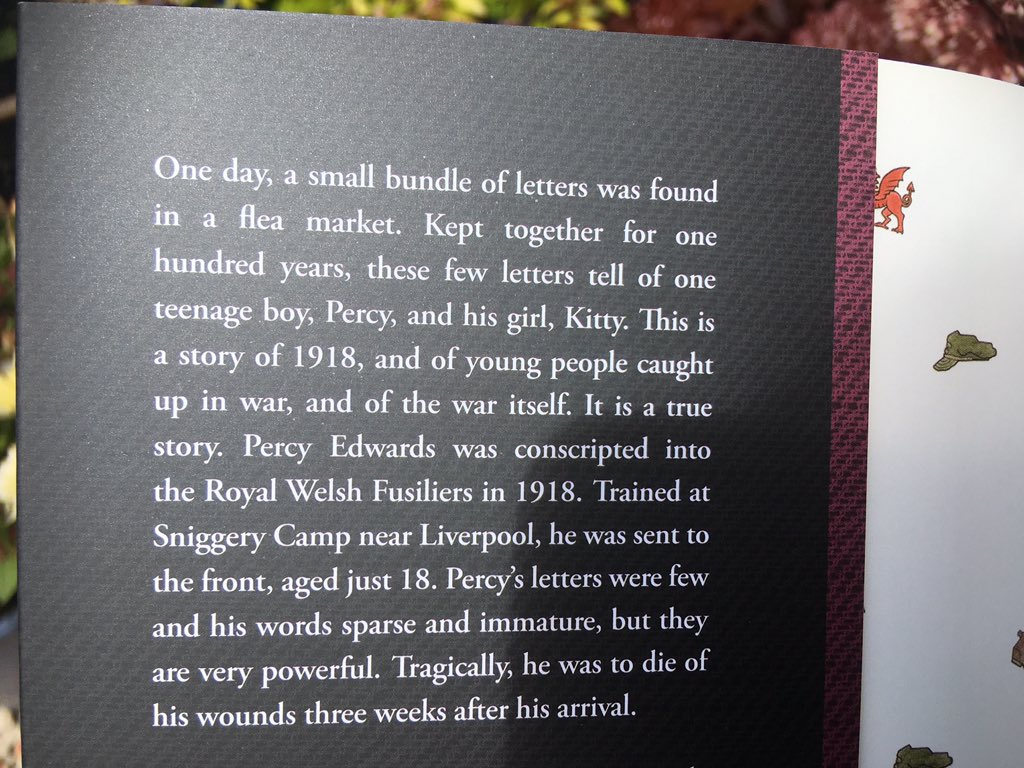 One day, a small bundle of letters was found
in a flea market. Kept together for one
hundred years, these few letters tell of one
teenage boy, Percy, and his girl, Kitty. This is
a story of 1918, and of young people caught
up in war, and of the war itself. It is a true
story. Percy Edwards was conscripted into
the Royal Welsh Fusiliers in 1918. Trained at
Sniggery Camp near Liverpool, he was sent to
the front, aged just 18. Percy’s letters were few
and his words sparse and immature, but they
are very powerful. Tragically, he was to die of
his wounds three weeks after his arrival.